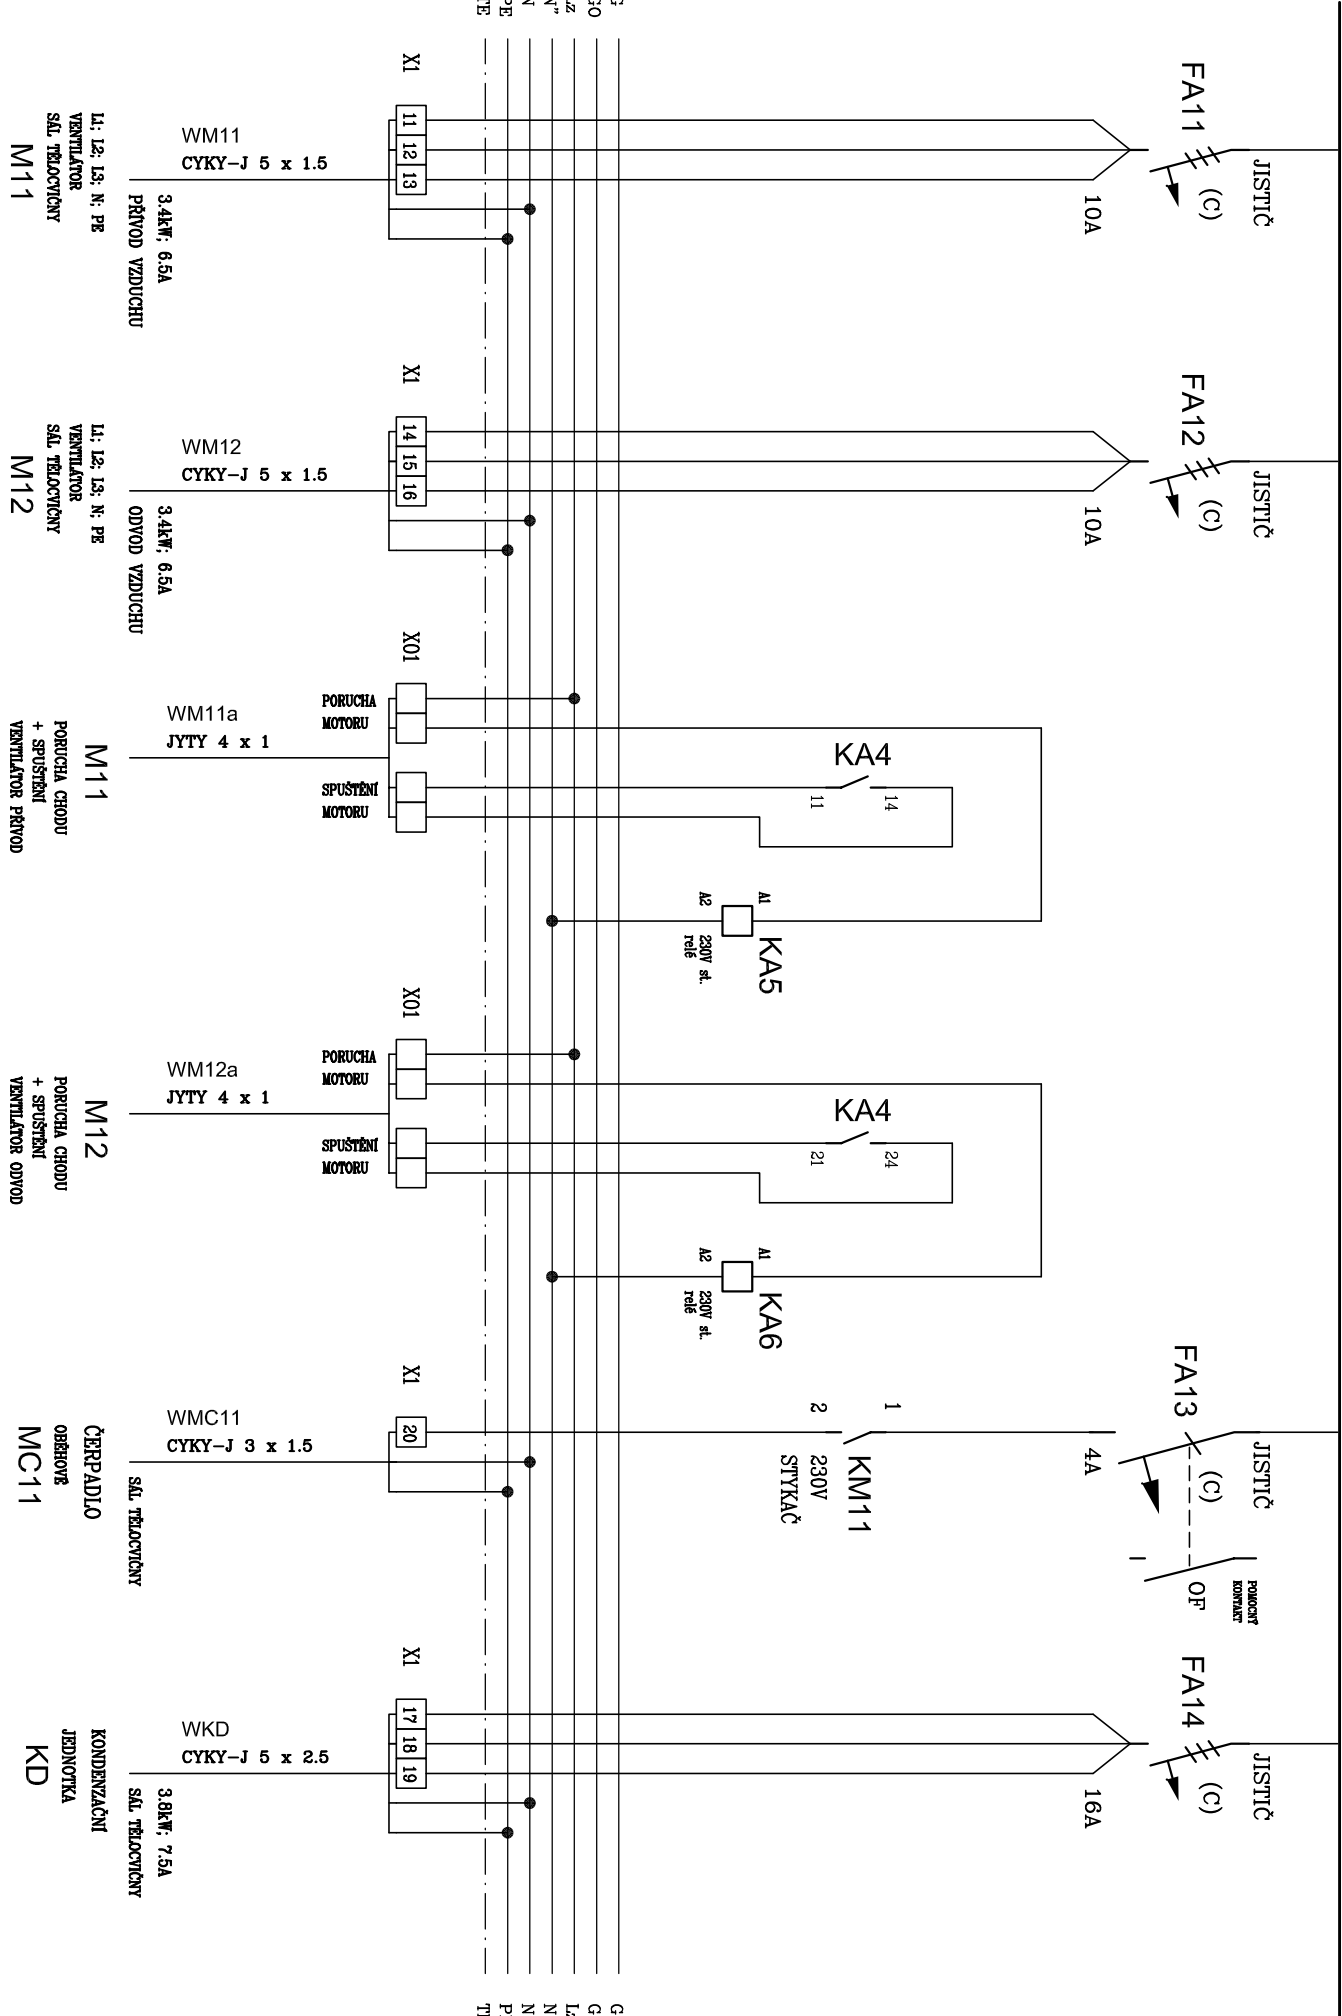 FA11
JISTIČ
(C)
10A
X1
11
12
13
WM11
CYKY-J 5 x 1.5
L1; L2; L3; N; PE
VENTILÁTOR
SÁL TĚLOCVIČNY
M11
3.4kW; 6.5A
PŘÍVOD VZDUCHU
FA12
JISTIČ
(C)
10A
X1
14
15
16
WM12
CYKY-J 5 x 1.5
L1; L2; L3; N; PE
VENTILÁTOR
SÁL TĚLOCVIČNY
M12
3.4kW; 6.5A
ODVOD VZDUCHU
X01
PORUCHA
MOTORU
SPUŠTĚNÍ
MOTORU
KA4
11
14
A1
A2
KA5
230V st.
relé
WM11a
JYTY 4 x 1
M11
PORUCHA CHODU
+ SPUŠTĚNÍ
VENTILÁTOR PŘÍVOD
X01
PORUCHA
MOTORU
SPUŠTĚNÍ
MOTORU
KA4
21
24
A1
A2
KA6
230V st.
relé
WM12a
JYTY 4 x 1
M12
PORUCHA CHODU
+ SPUŠTĚNÍ
VENTILÁTOR ODVOD
FA13
JISTIČ
(C)
4A
POMOCNÝ
KONTAKT
OF
1
2
KM11
230V
STYKAČ
X1
20
WMC11
CYKY-J 3 x 1.5
ČERPADLO
OBĚHOVÉ
MC11
SÁL TĚLOCVIČNY
FA14
JISTIČ
(C)
16A
X1
17
18
19
WKD
CYKY-J 5 x 2.5
KONDENZAČNÍ
JEDNOTKA
KD
3.8kW; 7.5A
SÁL TĚLOCVIČNY
G
GO
Lz
N"
N
PE
TE